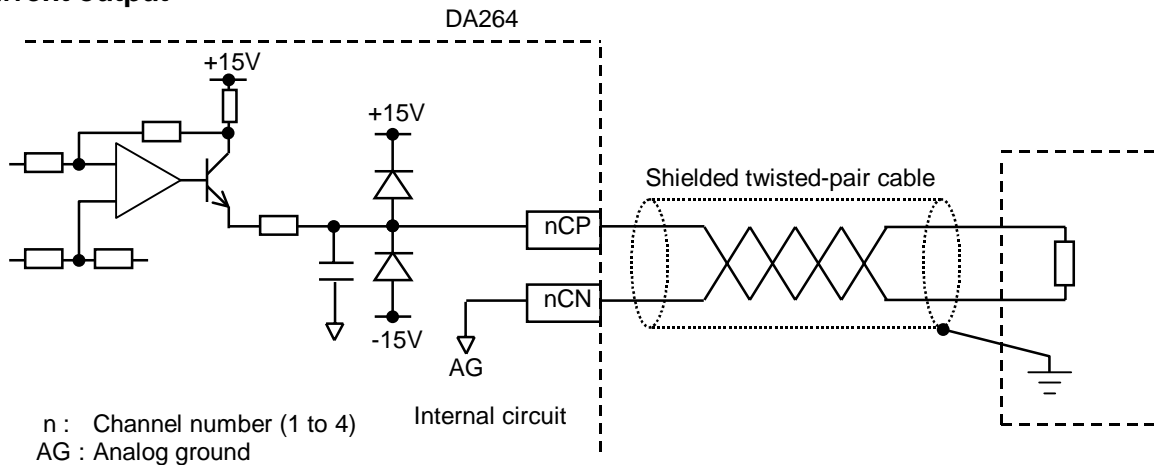 DA264
+15V
+15V
Shielded twisted-pair cable
nCP
nCN
-15V
AG
Internal circuit
n : Channel number (1 to 4)
AG : Analog ground